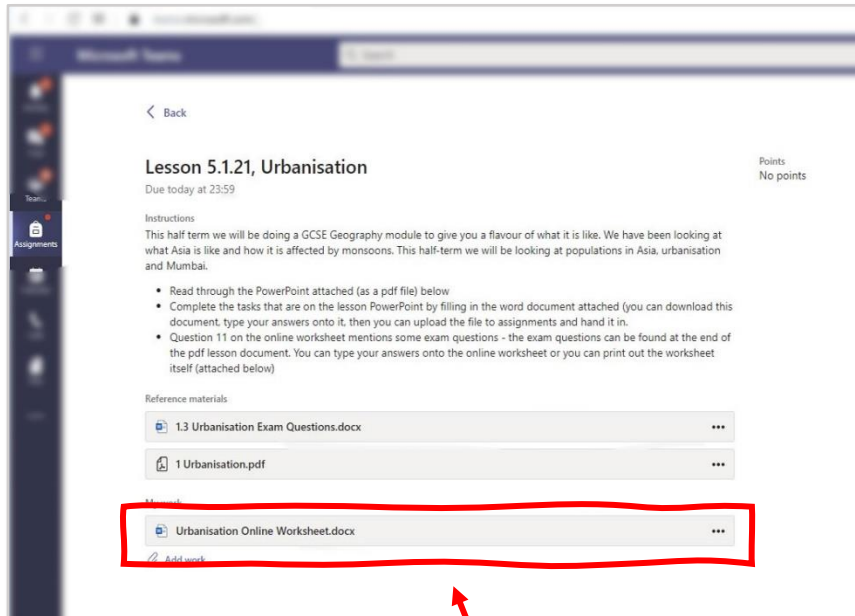 Microsoft Teams
Search
Back
Lesson 5.1.21, Urbanisation
Points
No points
Due today at 23:59
Instructions
This half term we will be doing a GCSE Geography module to give you a flavour of what it is like. We have been looking at
what Asia is like and how it is affected by monsoons. This half-term we will be looking at populations in Asia, urbanisation
and Mumbai.
• Read through the PowerPoint attached (as a pdf file) below
• Complete the tasks that are on the lesson PowerPoint by filling in the word document attached (you can download this
document, type your answers onto it, then you can upload the file to assignments and hand it in.
• Question 11 on the online worksheet mentions some exam questions - the exam questions can be found at the end of
the pdf lesson document. You can type your answers onto the online worksheet or you can print out the worksheet
itself (attached below)
Reference materials
1.3 Urbanisation Exam Questions.docx
1 Urbanisation.pdf
My work
Urbanisation Online Worksheet.docx
Add work
Team...
Assignments